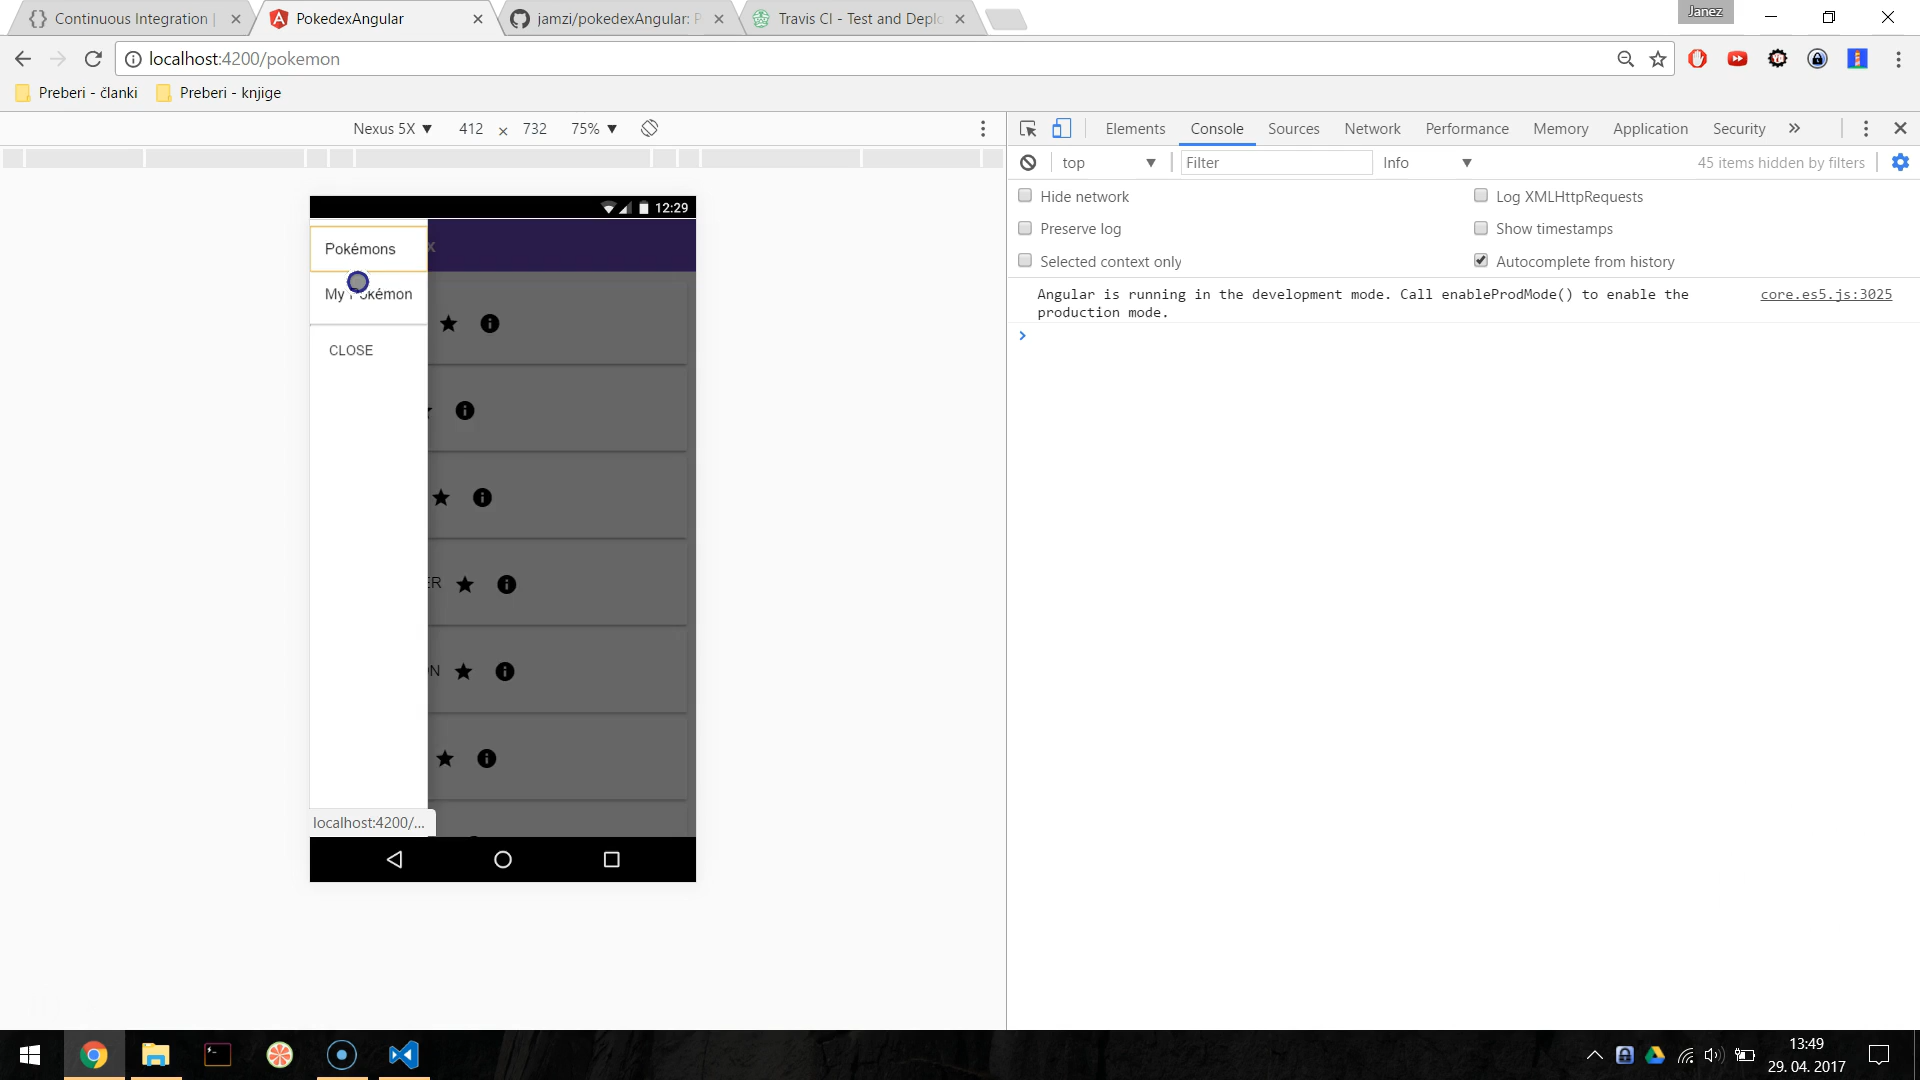 Continuous Integration |
PokedexAngular
jamzi/pokedexAngular: P
Travis CI - Test and Deplo
Janez
localhost:4200/pokemon
Preberi - članki
Preberi - knjige
Nexus 5X ▼ 412 × 732 75% ▼
Elements Console Sources Network Performance Memory Application Security »
top ▼ Filter Info ▼ 45 items hidden by filters
Hide network
Log XMLHttpRequests
Preserve log
Show timestamps
Selected context only
Autocomplete from history
Angular is running in the development mode. Call enableProdMode() to enable the core.es5.js:3025
production mode.
12:29
Pokémons
x
My Pokémon
CLOSE
ER
ON
localhost:4200/...
13:49
29. 04. 2017